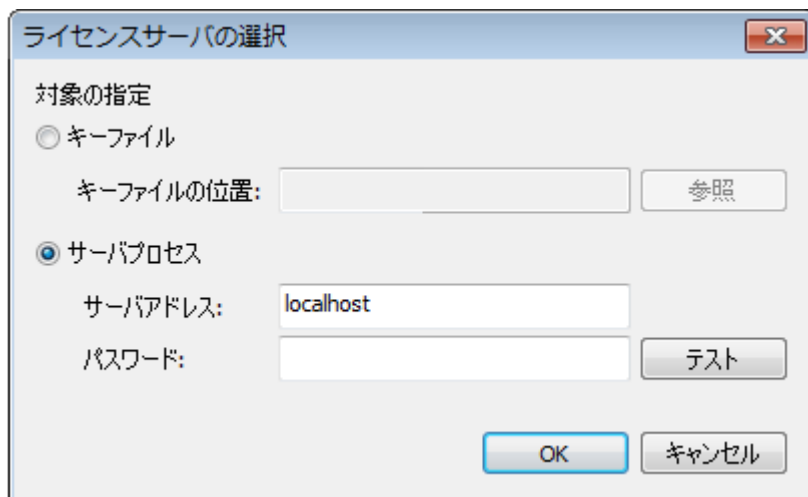 ライセンスサーバの選択
対象の指定
キーファイル
キーファイルの位置: 参照
サーバプロセス
サーバアドレス: localhost
パスワード: テスト
OK キャンセル